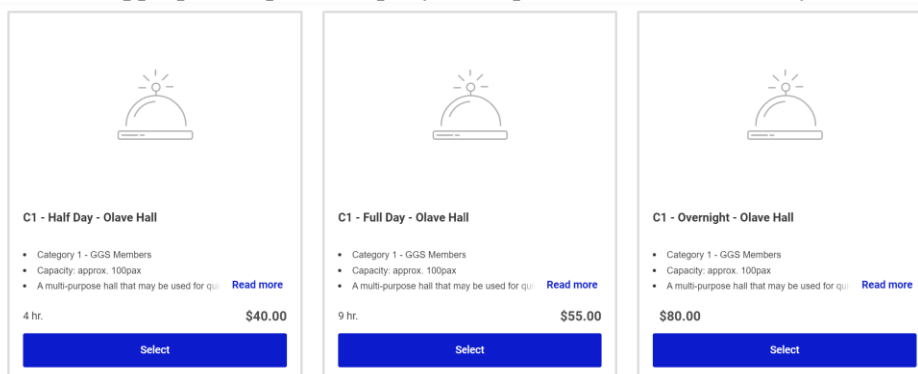 C1 - Half Day - Olave Hall
• Category 1 - GGS Members
• Capacity: approx. 100pax
• A multi-purpose hall that may be used for Read more
4 hr. $40.00
Select
C1 - Full Day - Olave Hall
• Category 1 - GGS Members
• Capacity: approx. 100pax
• A multi-purpose hall that may be used for Read more
9 hr. $55.00
Select
C1 - Overnight - Olave Hall
• Category 1 - GGS Members
• Capacity: approx. 100pax
• A multi-purpose hall that may be used for Read more
$80.00
Select